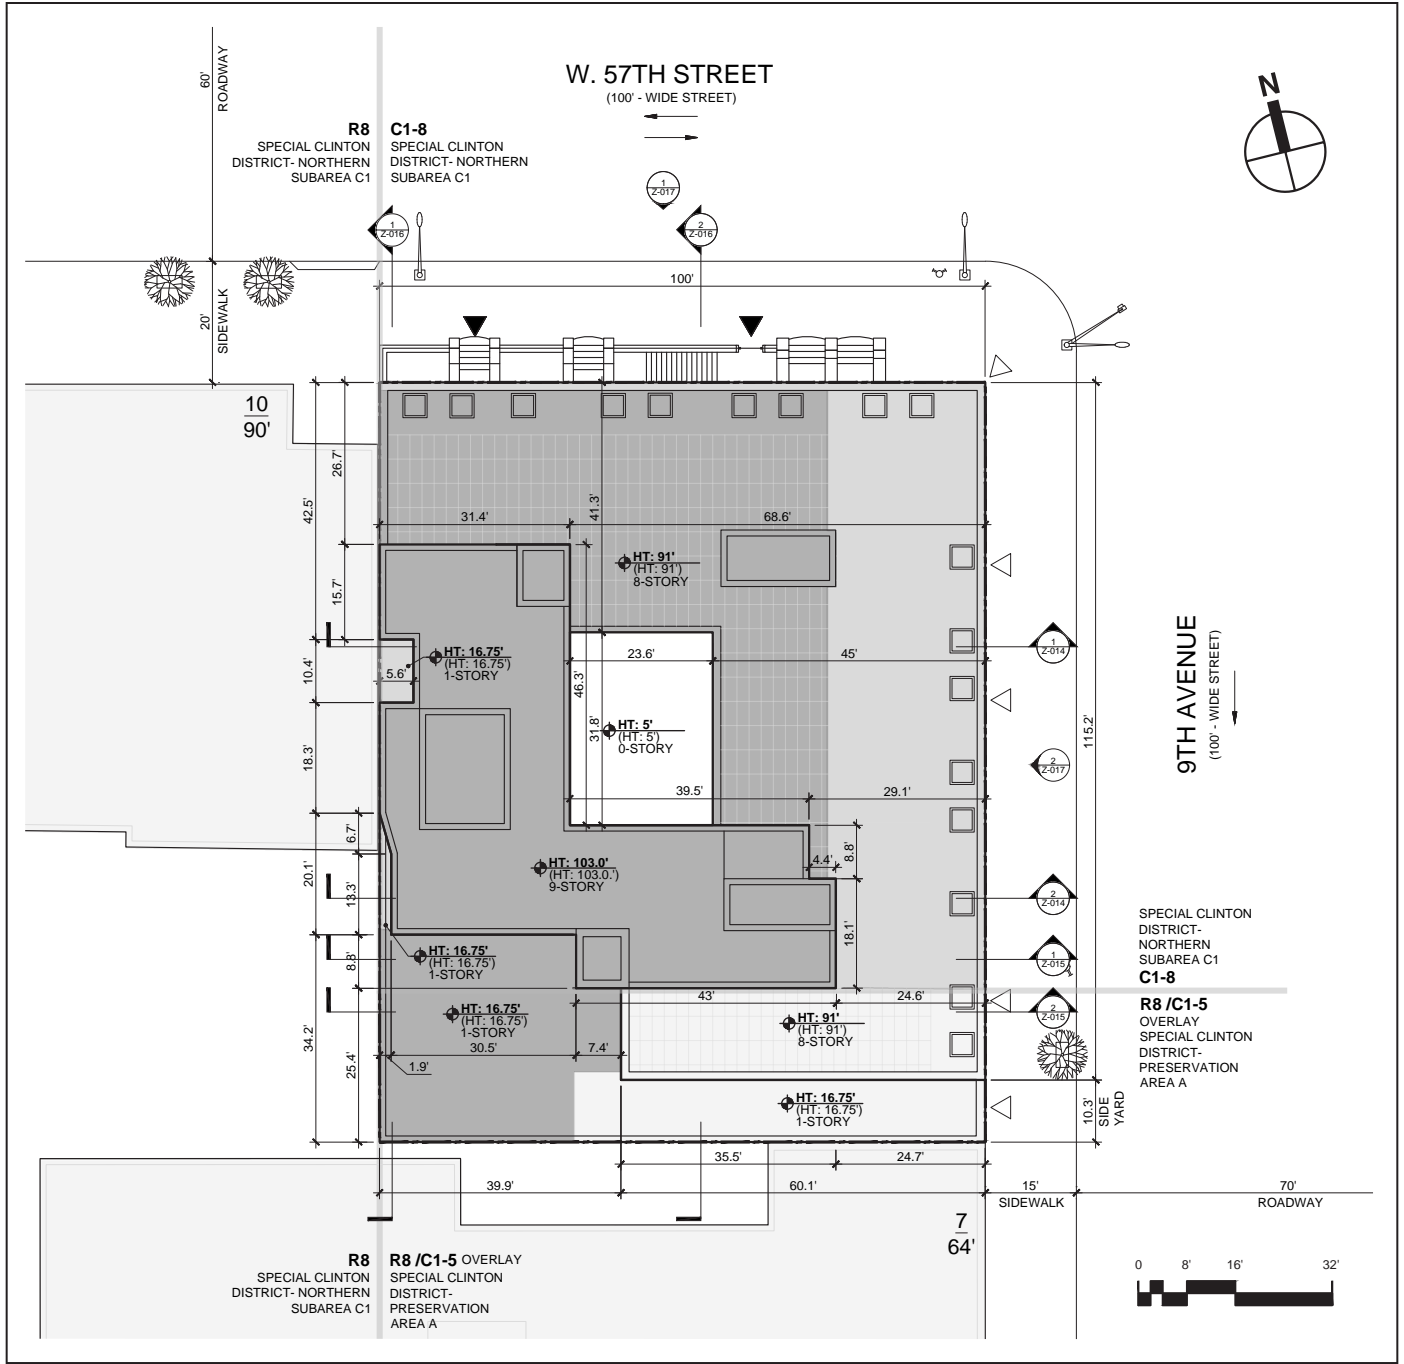 W. 57TH STREET
(100' - WIDE STREET)
60'
ROADWAY
N
R8
SPECIAL CLINTON
DISTRICT- NORTHERN
SUBAREA C1
C1-8
SPECIAL CLINTON
DISTRICT- NORTHERN
SUBAREA C1
1
Z-017
1
Z-016
2
Z-016
100'
20'
SIDEWALK
10
90'
26.7'
42.5'
15.7'
31.4'
41.3'
68.6'
HT: 91'
(HT: 91')
8-STORY
HT: 16.75'
(HT: 16.75')
1-STORY
10.4'
5.6'
23.6'
45'
46.3'
31.8'
HT: 5'
(HT: 5')
0-STORY
1
Z-014
9TH AVENUE
(100' - WIDE STREET)
115.2'
2
Z-017
18.3'
39.5'
29.1'
6.7'
20.1'
13.3'
HT: 103.0'
(HT: 103.0.')
9-STORY
4.4'
8.8'
18.1'
2
Z-014
8.8'
HT: 16.75'
(HT: 16.75')
1-STORY
1
Z-015
SPECIAL CLINTON
DISTRICT-
NORTHERN
SUBAREA C1
C1-8
R8 /C1-5
OVERLAY
SPECIAL CLINTON
DISTRICT-
PRESERVATION
AREA A
43'
24.6'
HT: 16.75'
(HT: 16.75')
1-STORY
HT: 91'
(HT: 91')
8-STORY
2
Z-015
34.2'
25.4'
30.5'
7.4'
1.9'
HT: 16.75'
(HT: 16.75')
1-STORY
10.3'
SIDE
YARD
35.5'
24.7'
39.9'
60.1'
15'
SIDEWALK
70'
ROADWAY
7
64'
R8
SPECIAL CLINTON
DISTRICT- NORTHERN
SUBAREA C1
R8 /C1-5 OVERLAY
SPECIAL CLINTON
DISTRICT-
PRESERVATION
AREA A
0 8' 16' 32'